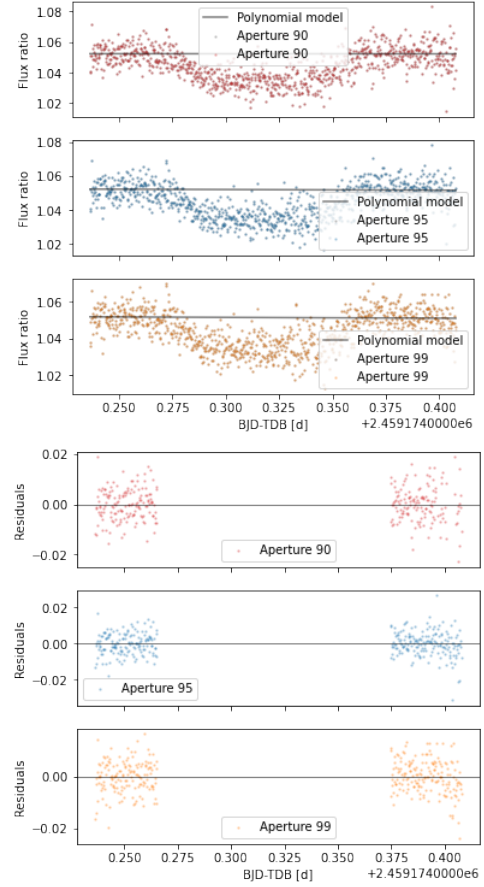 1.08
1.06
1.04
1.02
Flux ratio
Polynomial model
Aperture 90
Aperture 90
1.08
1.06
1.04
1.02
Flux ratio
Polynomial model
Aperture 95
Aperture 95
1.06
1.04
1.02
Flux ratio
Polynomial model
Aperture 99
Aperture 99
0.250 0.275 0.300 0.325 0.350 0.375 0.400
BJD-TDB [d]
+2.4591740000e6
0.02
0.00
−0.02
Residuals
Aperture 90
0.02
0.00
−0.02
Residuals
Aperture 95
0.00
−0.02
Residuals
Aperture 99
0.250 0.275 0.300 0.325 0.350 0.375 0.400
BJD-TDB [d]
+2.4591740000e6